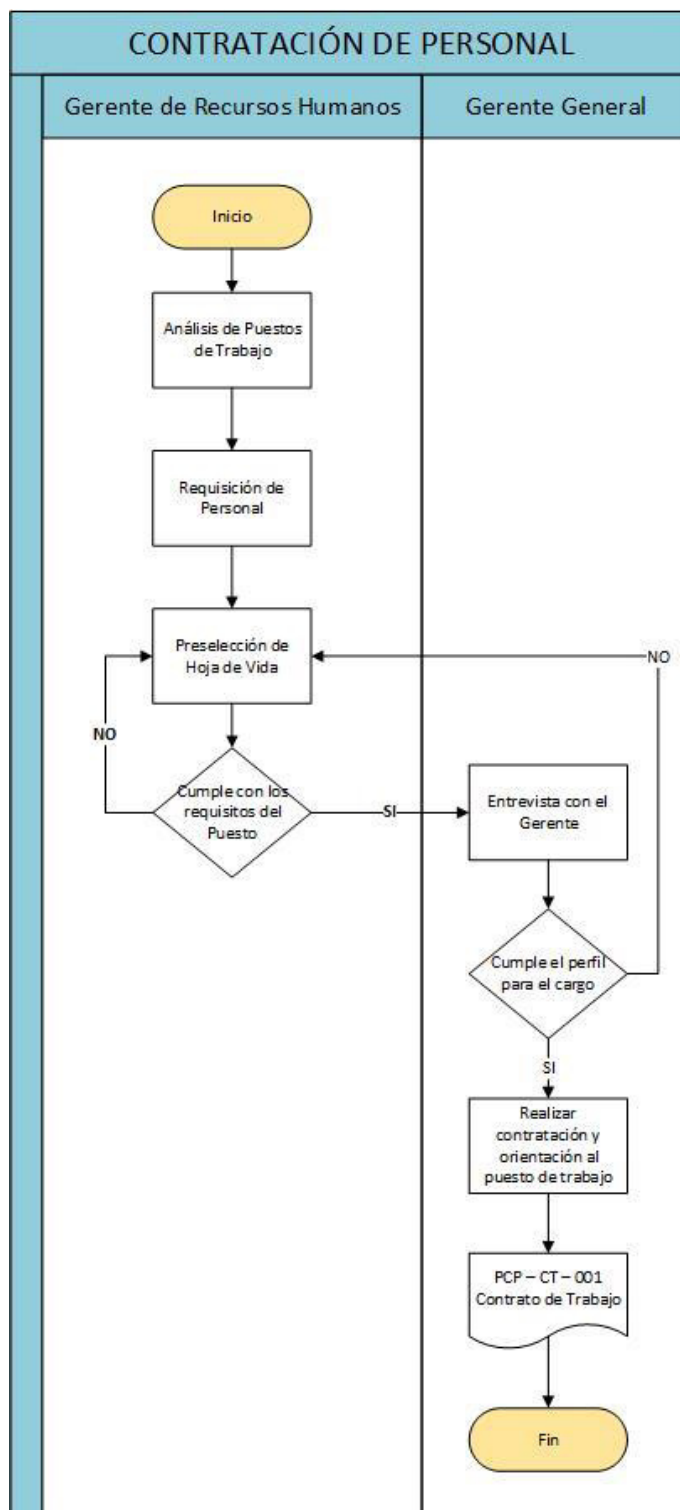 CONTRATACIÓN DE PERSONAL
Gerente de Recursos Humanos
Gerente General
Inicio
Análisis de Puestos
de Trabajo
Requisición de
Personal
Preselección de
Hoja de Vida
NO
NO
Cumple con los
requisitos del
Puesto
SI
Entrevista con el
Gerente
Cumple el perfil
para el cargo
SI
Realizar
contratación y
orientación al
puesto de trabajo
PCP – CT – 001
Contrato de Trabajo
Fin